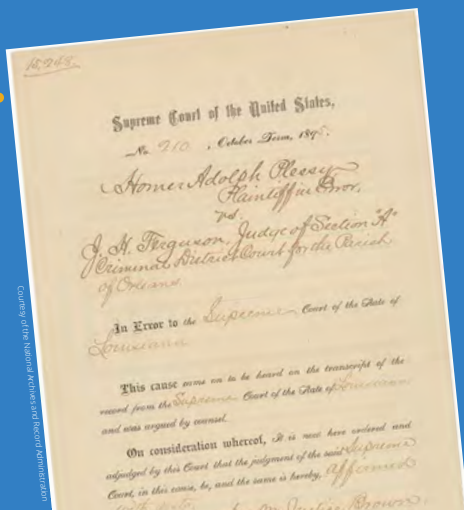 15,248.
Supreme Court of the United States,
No. 210, October Term, 1895.
Homer Adolph Plessy
Plaintiff in Error,
vs.
J. H. Ferguson, Judge of Section "A"
Criminal District Court for the Parish
of Orleans.
In Error to the Supreme Court of the State of
Louisiana
This cause came on to be heard on the transcript of the
record from the Supreme Court of the State of Louisiana
and was argued by counsel.
On consideration whereof, It is now here ordered and
adjudged by this Court that the judgment of the said Supreme
Court, in this cause, be, and the same is hereby, affirmed
with costs.
Mr. Justice Brown.
Courtesy of the National Archives and Record Administration